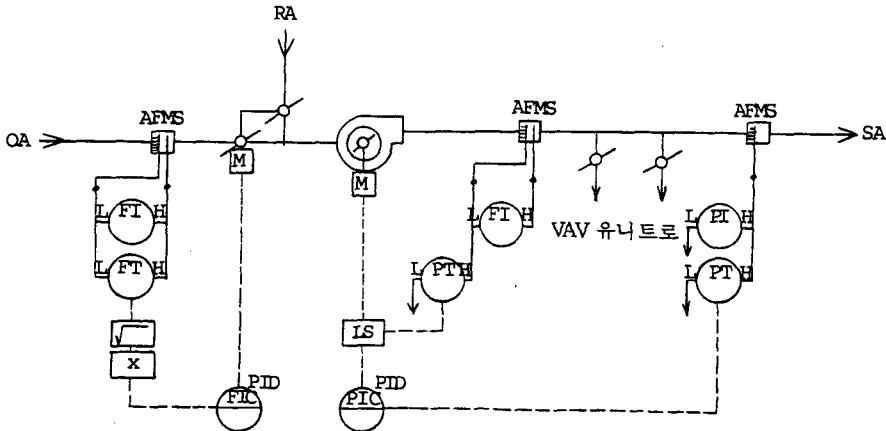 RA
AFMS
AFMS
AFMS
OA
SA
M
M
L FI H
L FI H
VAV 유니트로
L PI H
L FT H
L PT H
L PT H
√
LS
X
PID
FIC
PID
PIC